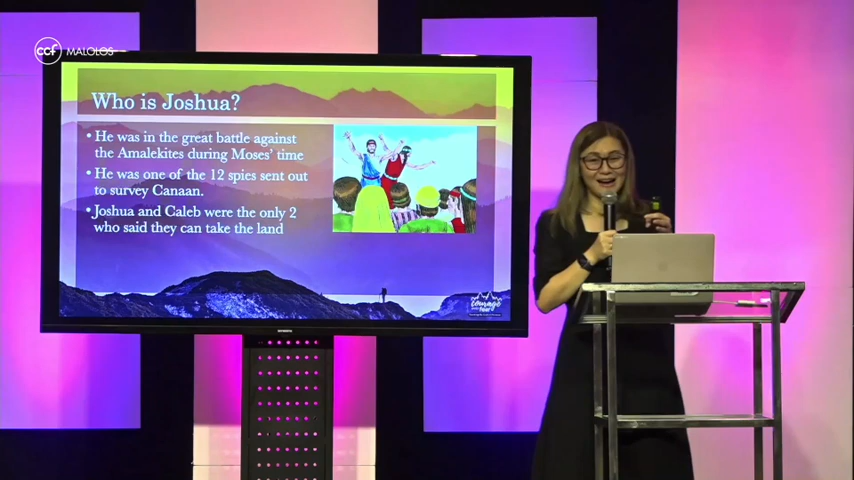 ccf MALOLOS
Who is Joshua?
• He was in the great battle against
the Amalekites during Moses' time
• He was one of the 12 spies sent out
to survey Canaan.
• Joshua and Caleb were the only 2
who said they can take the land
courage